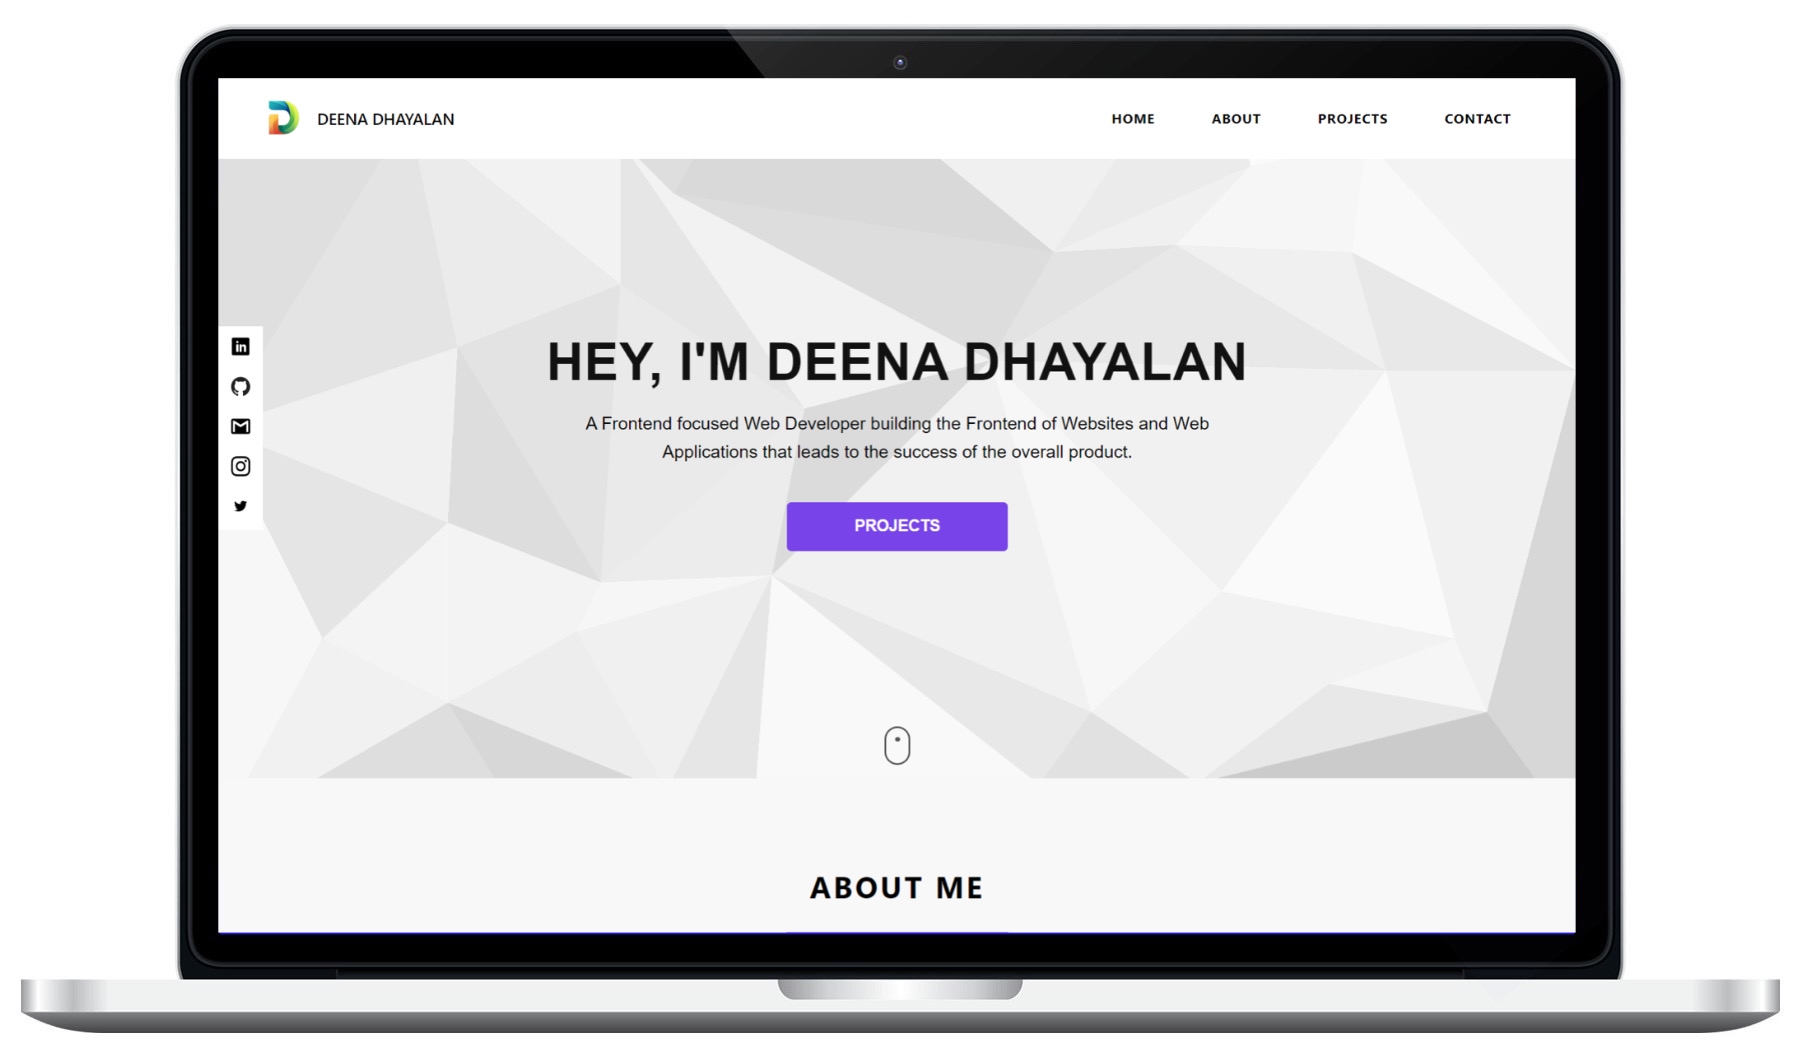 DEENA DHAYALAN
HOME ABOUT PROJECTS CONTACT
HEY, I'M DEENA DHAYALAN
A Frontend focused Web Developer building the Frontend of Websites and Web
Applications that leads to the success of the overall product.
PROJECTS
ABOUT ME